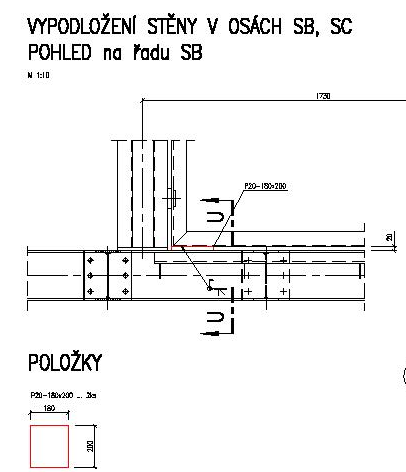 VYPODLOŽENÍ STĚNY V OSÁCH SB, SC
POHLED na řadu SB
M 1:10
1730
P20-180x200
U
20
U
POLOŽKY
P20-180x200 ... 2ks
180
200